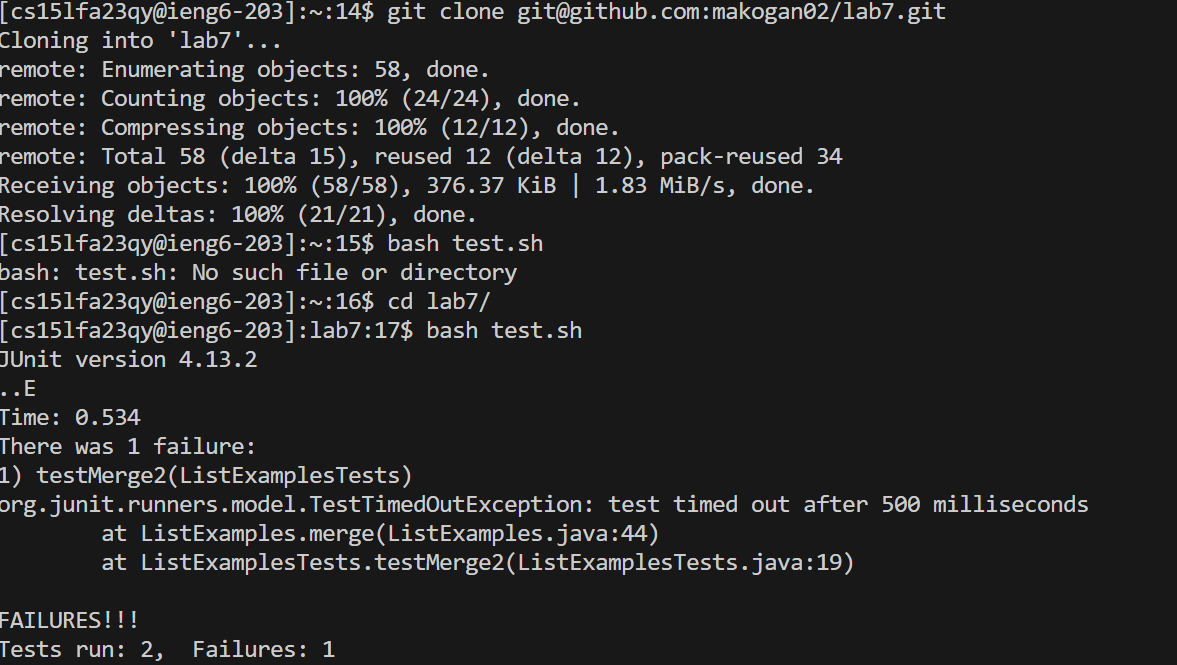 [cs15lfa23qy@ieng6-203]:~:14$ git clone git@github.com:makogan02/lab7.git
Cloning into 'lab7'...
remote: Enumerating objects: 58, done.
remote: Counting objects: 100% (24/24), done.
remote: Compressing objects: 100% (12/12), done.
remote: Total 58 (delta 15), reused 12 (delta 12), pack-reused 34
Receiving objects: 100% (58/58), 376.37 KiB | 1.83 MiB/s, done.
Resolving deltas: 100% (21/21), done.
[cs15lfa23qy@ieng6-203]:~:15$ bash test.sh
bash: test.sh: No such file or directory
[cs15lfa23qy@ieng6-203]:~:16$ cd lab7/
[cs15lfa23qy@ieng6-203]:lab7:17$ bash test.sh
JUnit version 4.13.2
..E
Time: 0.534
There was 1 failure:
1) testMerge2(ListExamplesTests)
org.junit.runners.model.TestTimedOutException: test timed out after 500 milliseconds
        at ListExamples.merge(ListExamples.java:44)
        at ListExamplesTests.testMerge2(ListExamplesTests.java:19)
FAILURES!!!
Tests run: 2,  Failures: 1